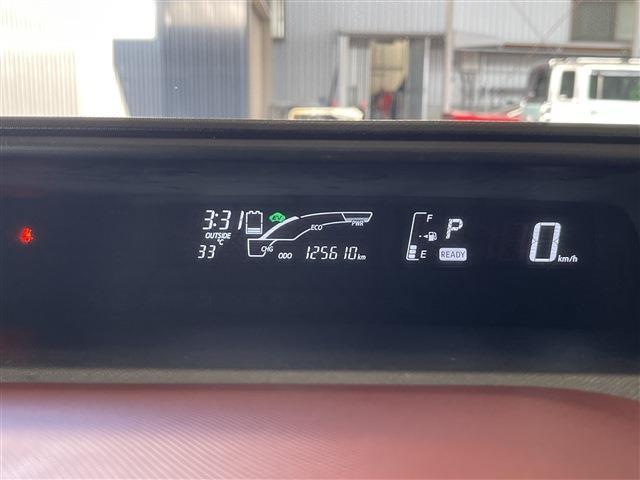 3:31
OUTSIDE
33 °C
ECO
PWR
CHG
ODO 125610 km
F
E
P
READY
0 km/h